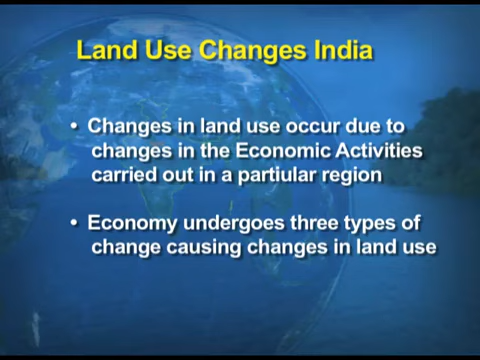 Land Use Changes India
• Changes in land use occur due to
changes in the Economic Activities
carried out in a partiular region
• Economy undergoes three types of
change causing changes in land use